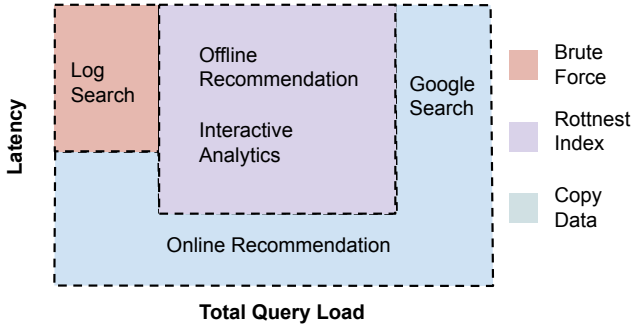 Log
Search
Offline
Recommendation
Interactive
Analytics
Google
Search
Online Recommendation
Latency
Total Query Load
Brute
Force
Rottnest
Index
Copy
Data